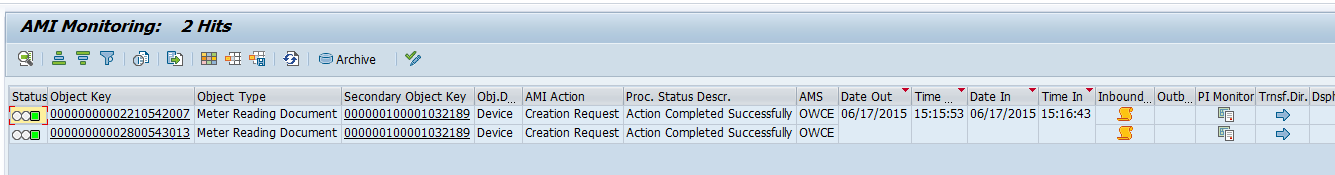 AMI Monitoring: 2 Hits
Archive
Status Object Key Object Type Secondary Object Key Obj.D... AMI Action Proc. Status Descr. AMS Date Out Time ... Date In Time In Inbound... Outb... PI Monitor Trnsf.Dir. Dsph
00000000002210542007 Meter Reading Document 000000100001032189 Device Creation Request Action Completed Successfully OWCE 06/17/2015 15:15:53 06/17/2015 15:16:43
00000000002800543013 Meter Reading Document 000000100001032189 Device Creation Request Action Completed Successfully OWCE